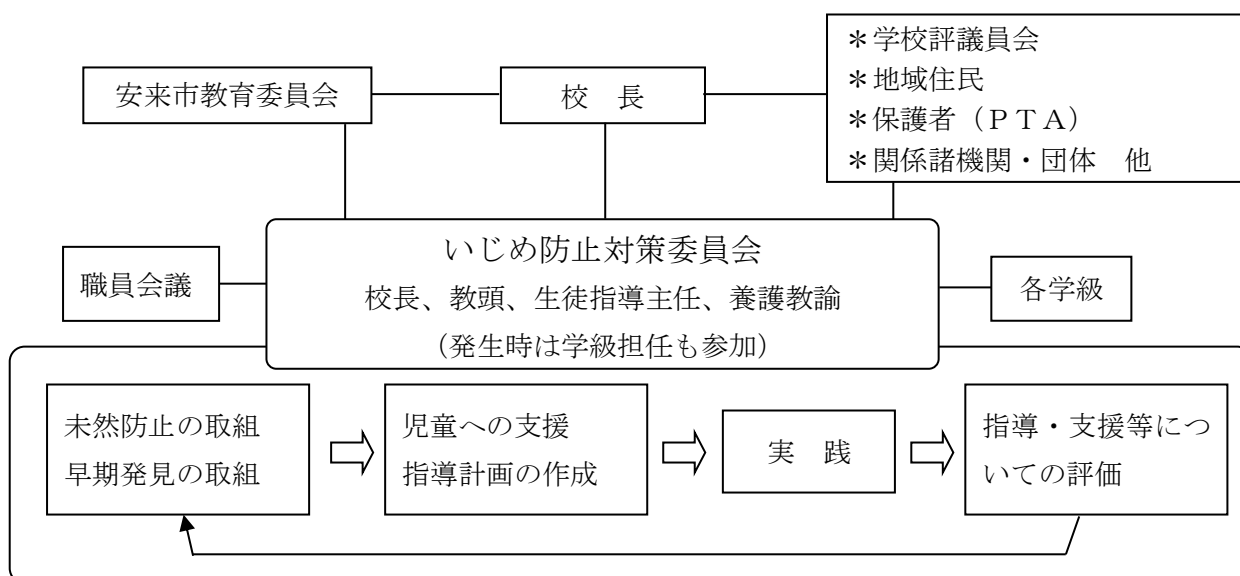 安来市教育委員会
校　長
＊学校評議員会
＊地域住民
＊保護者（ＰＴＡ）
＊関係諸機関・団体　他
職員会議
いじめ防止対策委員会
校長、教頭、生徒指導主任、養護教諭
（発生時は学級担任も参加）
各学級
未然防止の取組
早期発見の取組
児童への支援
指導計画の作成
実　践
指導・支援等につ
いての評価